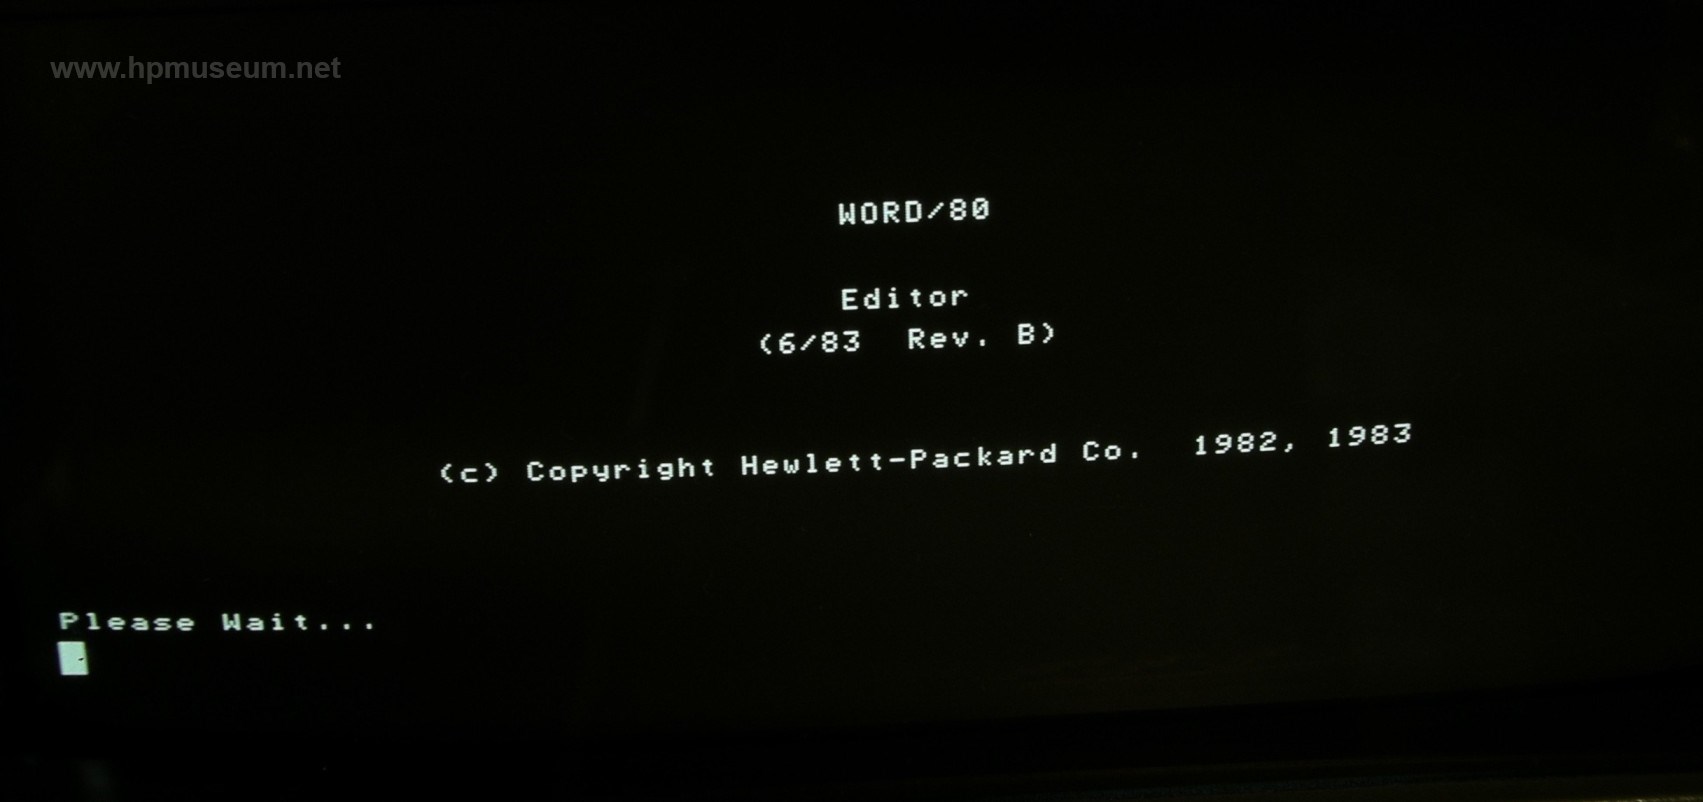 www.hpmuseum.net
WORD/80
Editor
(6/83 Rev. B)
(c) Copyright Hewlett-Packard Co. 1982, 1983
Please Wait...